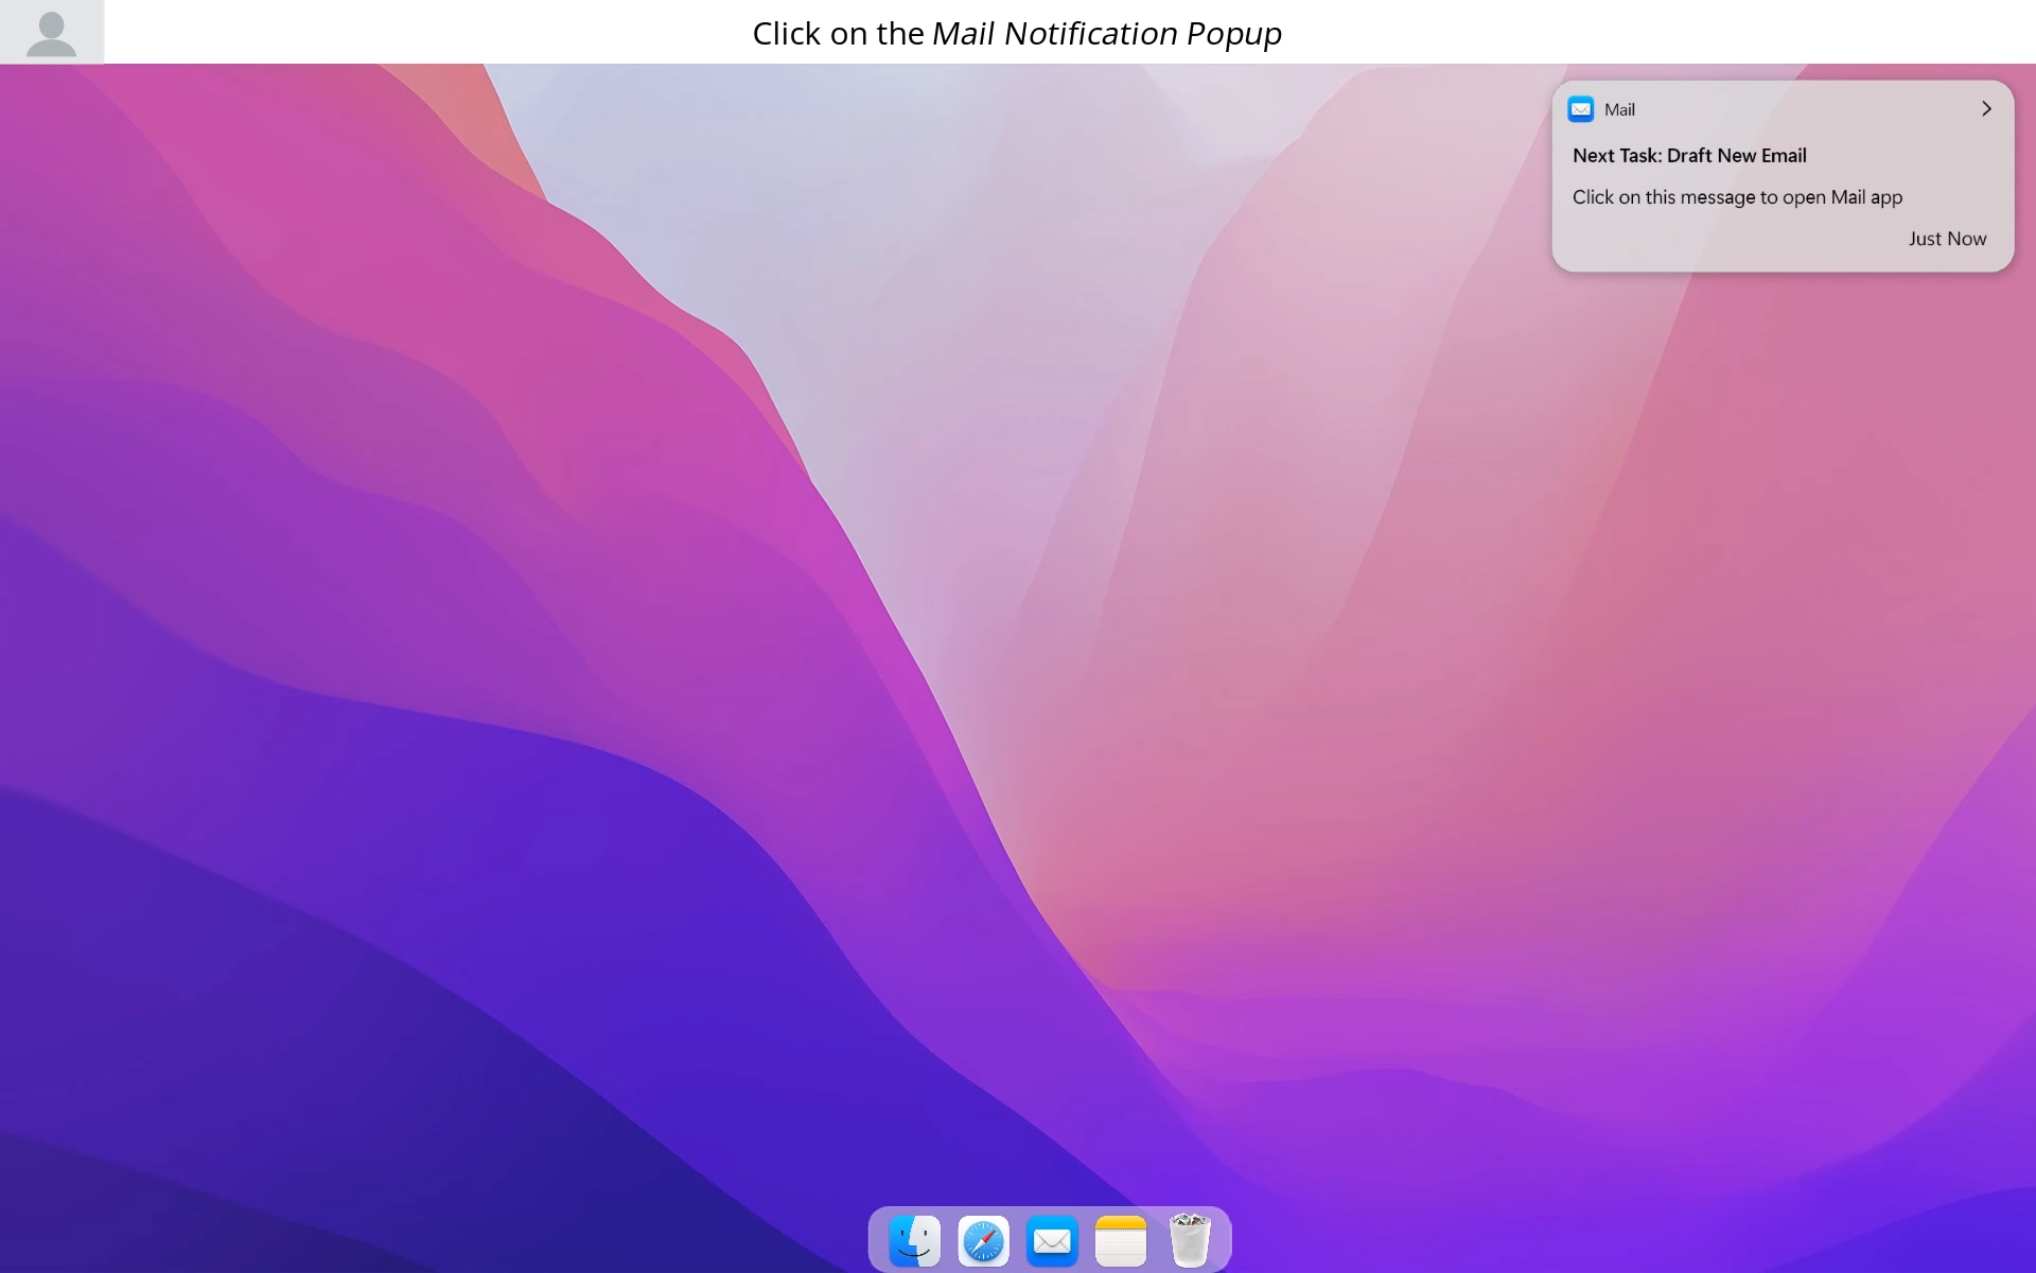 Click on the Mail Notification Popup
Mail
Next Task: Draft New Email
Click on this message to open Mail app
Just Now